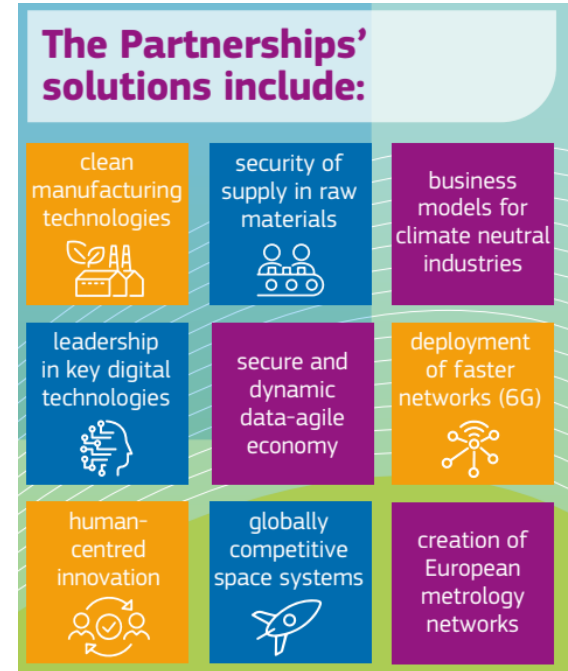 The Partnerships'
solutions include:
clean
manufacturing
technologies
security of
supply in raw
materials
business
models for
climate neutral
industries
leadership
in key digital
technologies
secure and
dynamic
data-agile
economy
deployment
of faster
networks (6G)
human-
centred
innovation
globally
competitive
space systems
creation of
European
metrology
networks